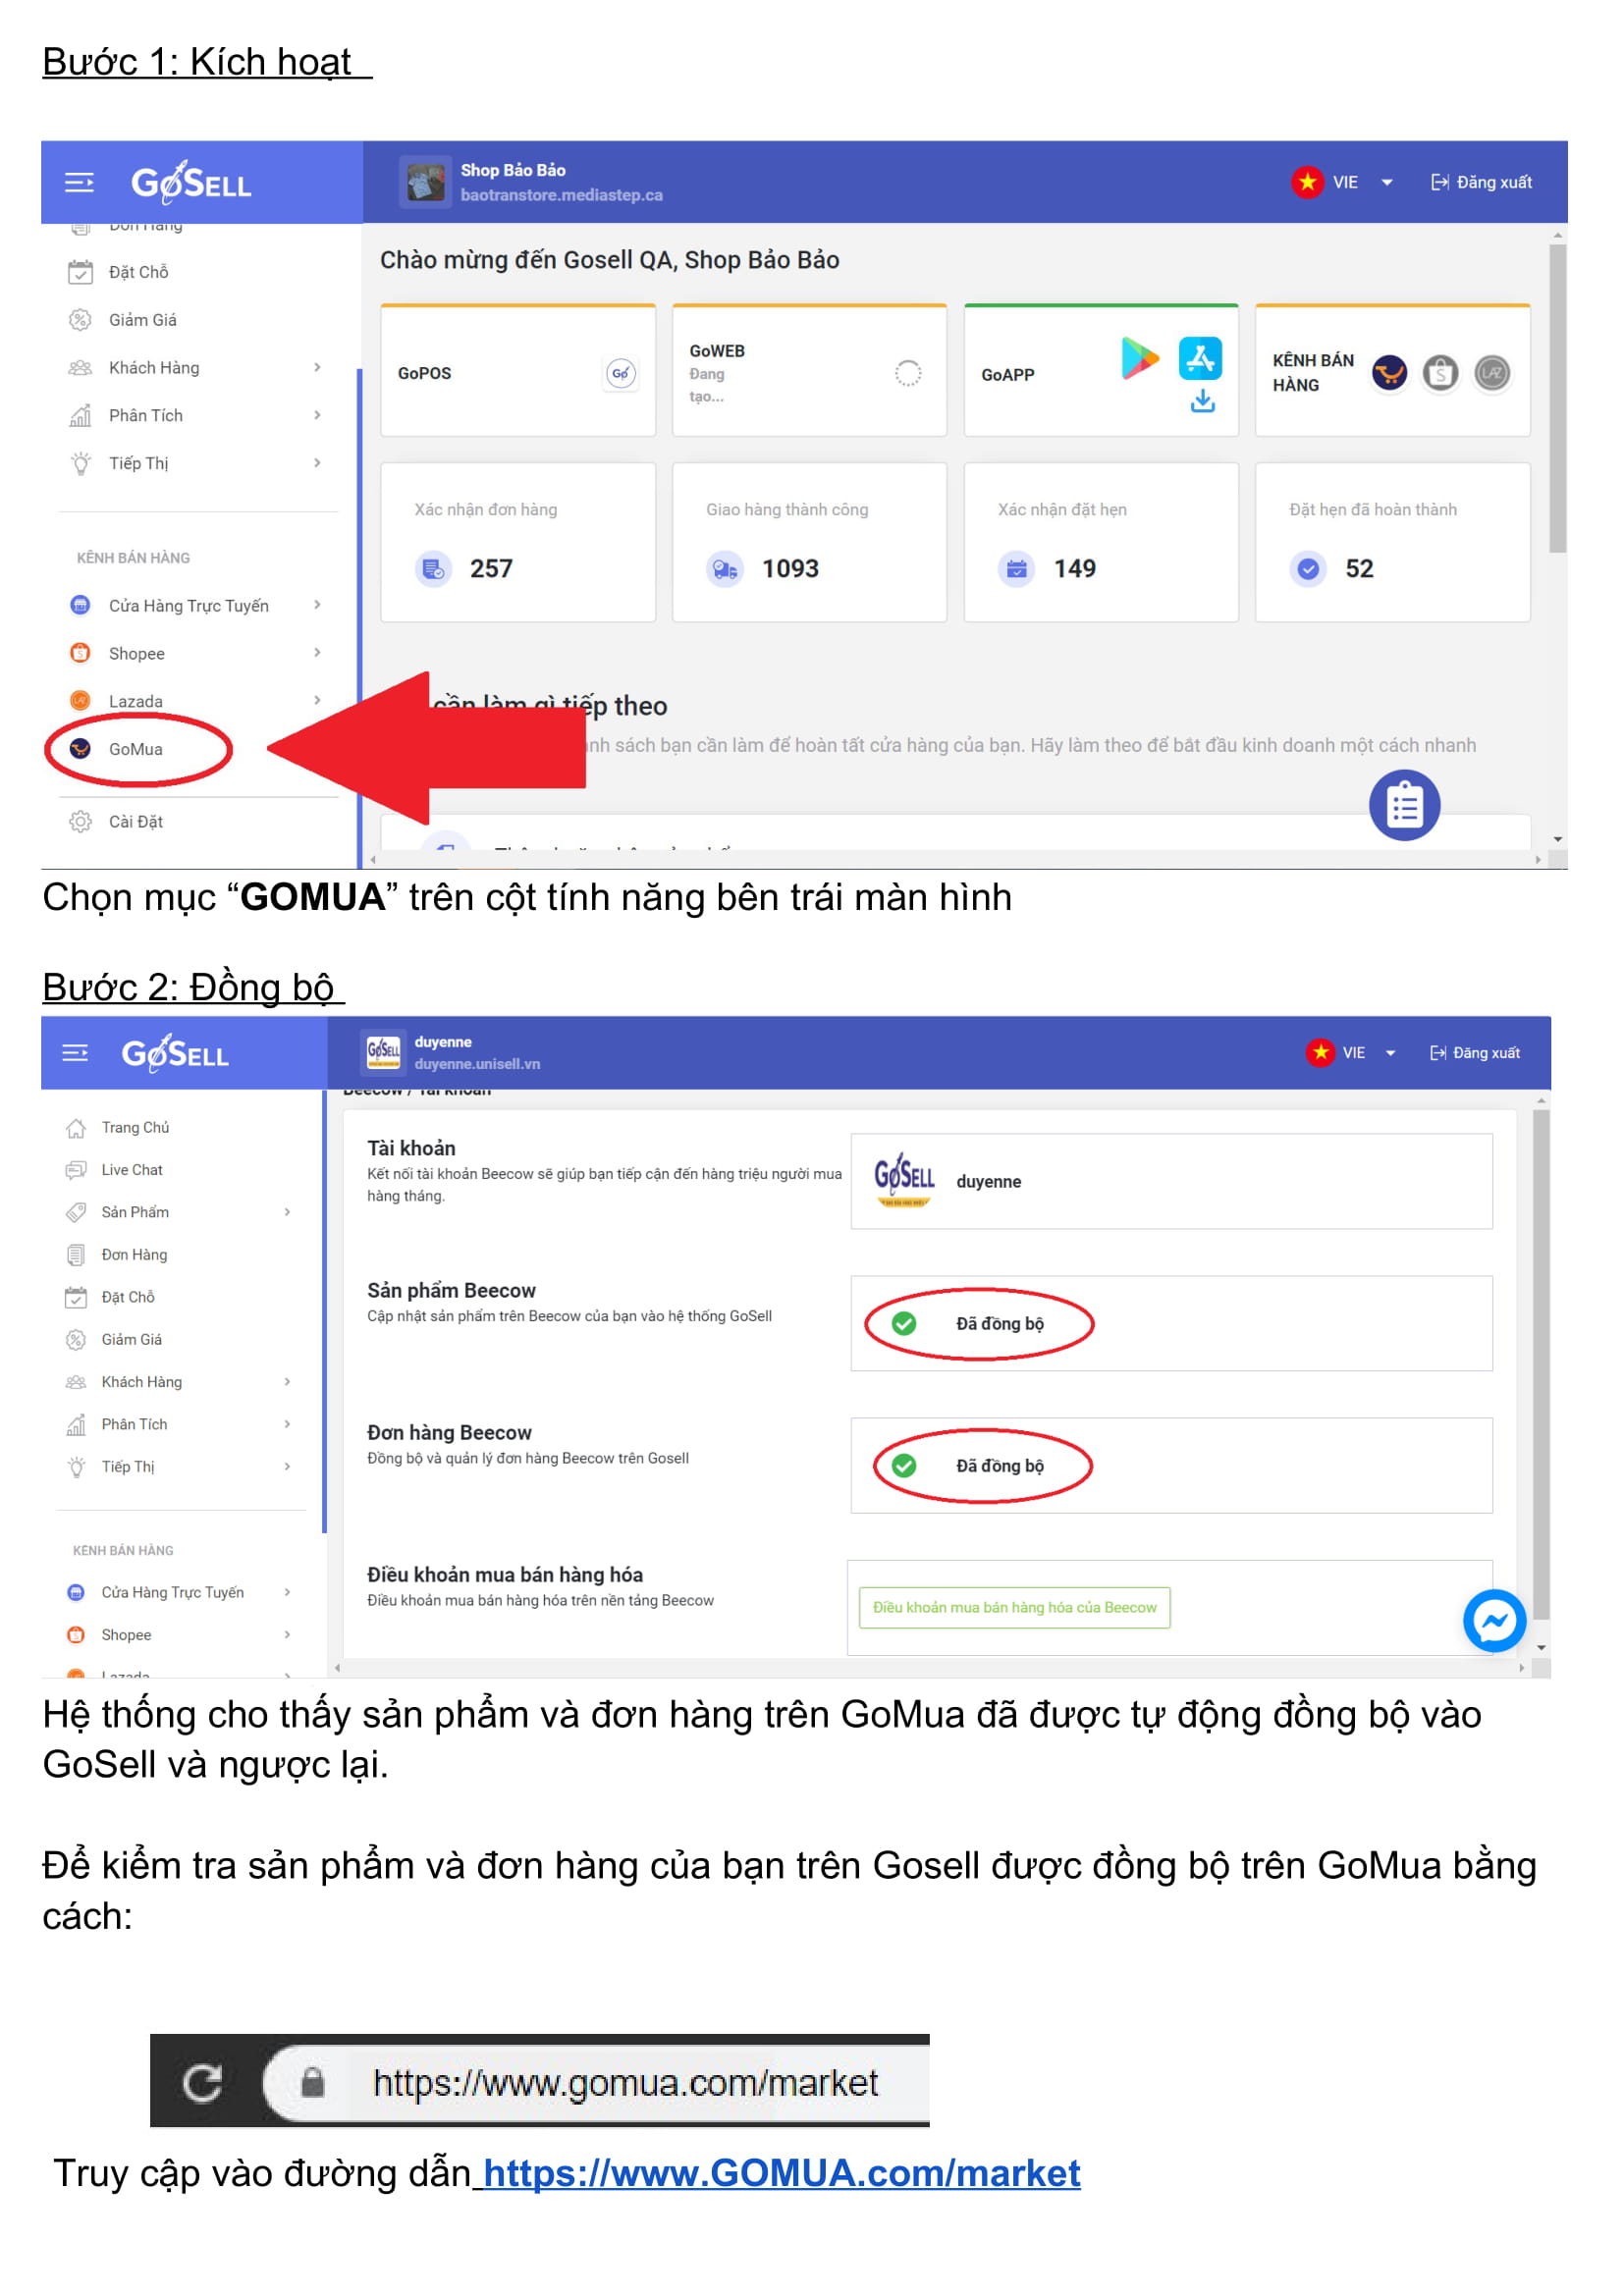 Bước 1: Kích hoạt
GoSELL
Shop Bảo Bảo
baotranstore.mediastep.ca
VIE
Đăng xuất
Đơn Hàng
Đặt Chỗ
Giảm Giá
Khách Hàng
Phân Tích
Tiếp Thị
KÊNH BÁN HÀNG
Cửa Hàng Trực Tuyến
Shopee
Lazada
GoMua
Cài Đặt
Chào mừng đến Gosell QA, Shop Bảo Bảo
GoPOS
GoWEB
Đang
tạo...
GoAPP
KÊNH BÁN
HÀNG
Xác nhận đơn hàng
257
Giao hàng thành công
1093
Xác nhận đặt hẹn
149
Đặt hẹn đã hoàn thành
52
cần làm gì tiếp theo
nh sách bạn cần làm để hoàn tất cửa hàng của bạn. Hãy làm theo để bắt đầu kinh doanh một cách nhanh
Chọn mục “GOMUA” trên cột tính năng bên trái màn hình
Bước 2: Đồng bộ
GoSELL
duyenne
duyenne.unisell.vn
VIE
Đăng xuất
Trang Chủ
Live Chat
Sản Phẩm
Đơn Hàng
Đặt Chỗ
Giảm Giá
Khách Hàng
Phân Tích
Tiếp Thị
KÊNH BÁN HÀNG
Cửa Hàng Trực Tuyến
Shopee
Lazada
Beecow / Tài khoản
Tài khoản
Kết nối tài khoản Beecow sẽ giúp bạn tiếp cận đến hàng triệu người mua
hàng tháng.
GoSELL
duyenne
Sản phẩm Beecow
Cập nhật sản phẩm trên Beecow của bạn vào hệ thống GoSell
Đã đồng bộ
Đơn hàng Beecow
Đồng bộ và quản lý đơn hàng Beecow trên Gosell
Đã đồng bộ
Điều khoản mua bán hàng hóa
Điều khoản mua bán hàng hóa trên nền tảng Beecow
Điều khoản mua bán hàng hóa của Beecow
Hệ thống cho thấy sản phẩm và đơn hàng trên GoMua đã được tự động đồng bộ vào
GoSell và ngược lại.
Để kiểm tra sản phẩm và đơn hàng của bạn trên Gosell được đồng bộ trên GoMua bằng
cách:
https://www.gomua.com/market
Truy cập vào đường dẫn https://www.GOMUA.com/market